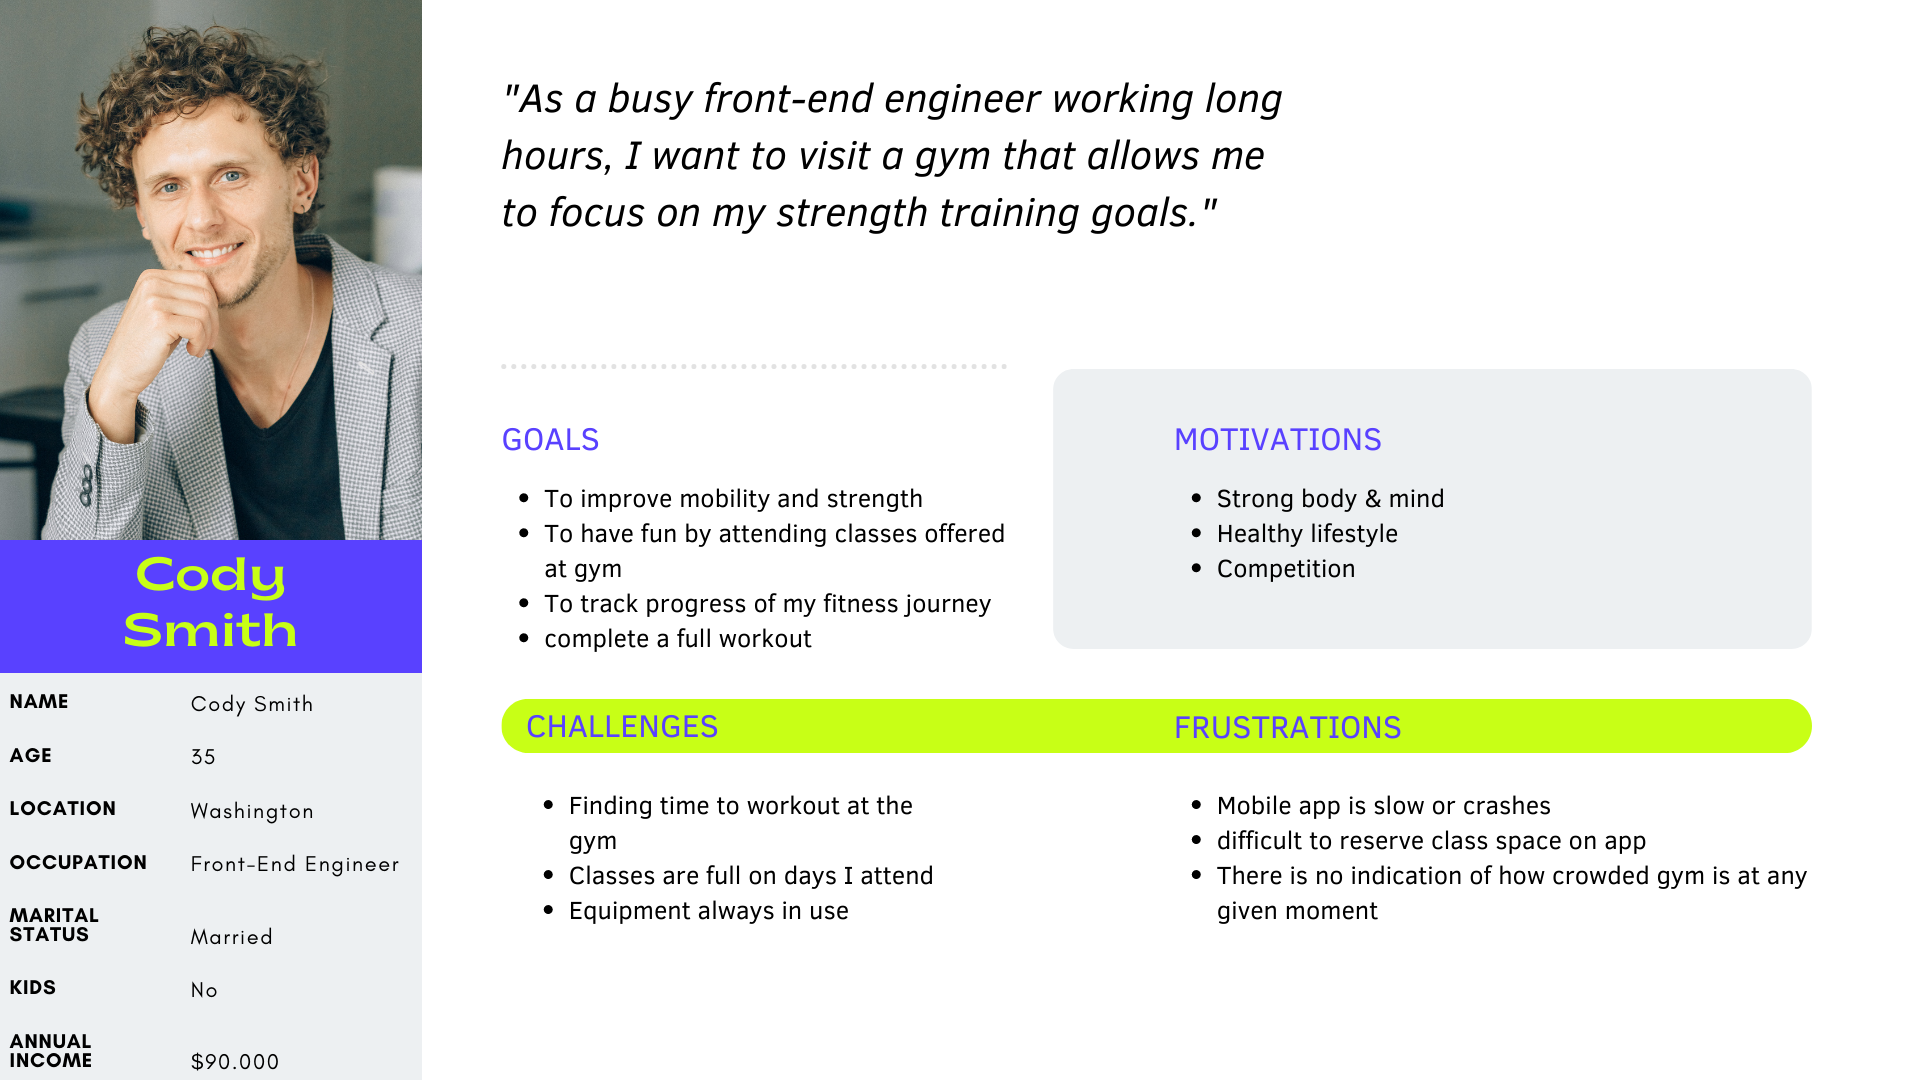 "As a busy front-end engineer working long
hours, I want to visit a gym that allows me
to focus on my strength training goals."
Cody
Smith
NAME Cody Smith
AGE 35
LOCATION Washington
OCCUPATION Front-End Engineer
MARITAL
STATUS Married
KIDS No
ANNUAL
INCOME $90.000
GOALS
To improve mobility and strength
To have fun by attending classes offered
at gym
To track progress of my fitness journey
complete a full workout
MOTIVATIONS
Strong body & mind
Healthy lifestyle
Competition
CHALLENGES
Finding time to workout at the
gym
Classes are full on days I attend
Equipment always in use
FRUSTRATIONS
Mobile app is slow or crashes
difficult to reserve class space on app
There is no indication of how crowded gym is at any
given moment